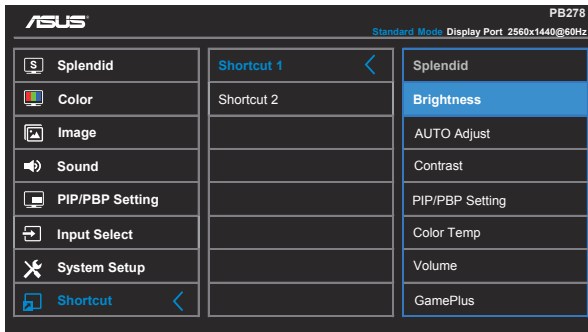 ASUS
PB278
Standard Mode Display Port 2560x1440@60Hz
S Splendid
Color
Image
Sound
PIP/PBP Setting
Input Select
System Setup
Shortcut
Shortcut 1
Shortcut 2
Splendid
Brightness
AUTO Adjust
Contrast
PIP/PBP Setting
Color Temp
Volume
GamePlus